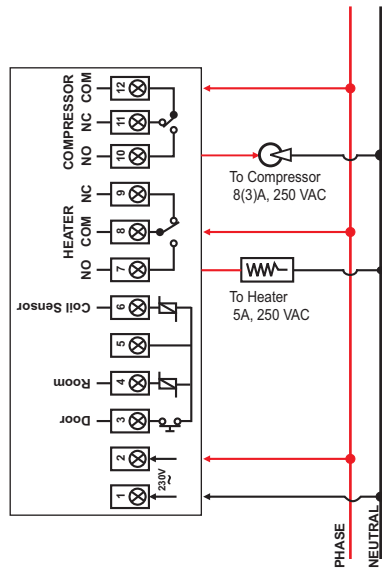 COMPRESSOR
HEATER
COM
NC
NO
NC
COM
NO
Coil Sensor
Room
Door
12
11
10
9
8
7
6
5
4
3
2
1
230V
~
To Compressor
8(3)A, 250 VAC
To Heater
5A, 250 VAC
PHASE
NEUTRAL